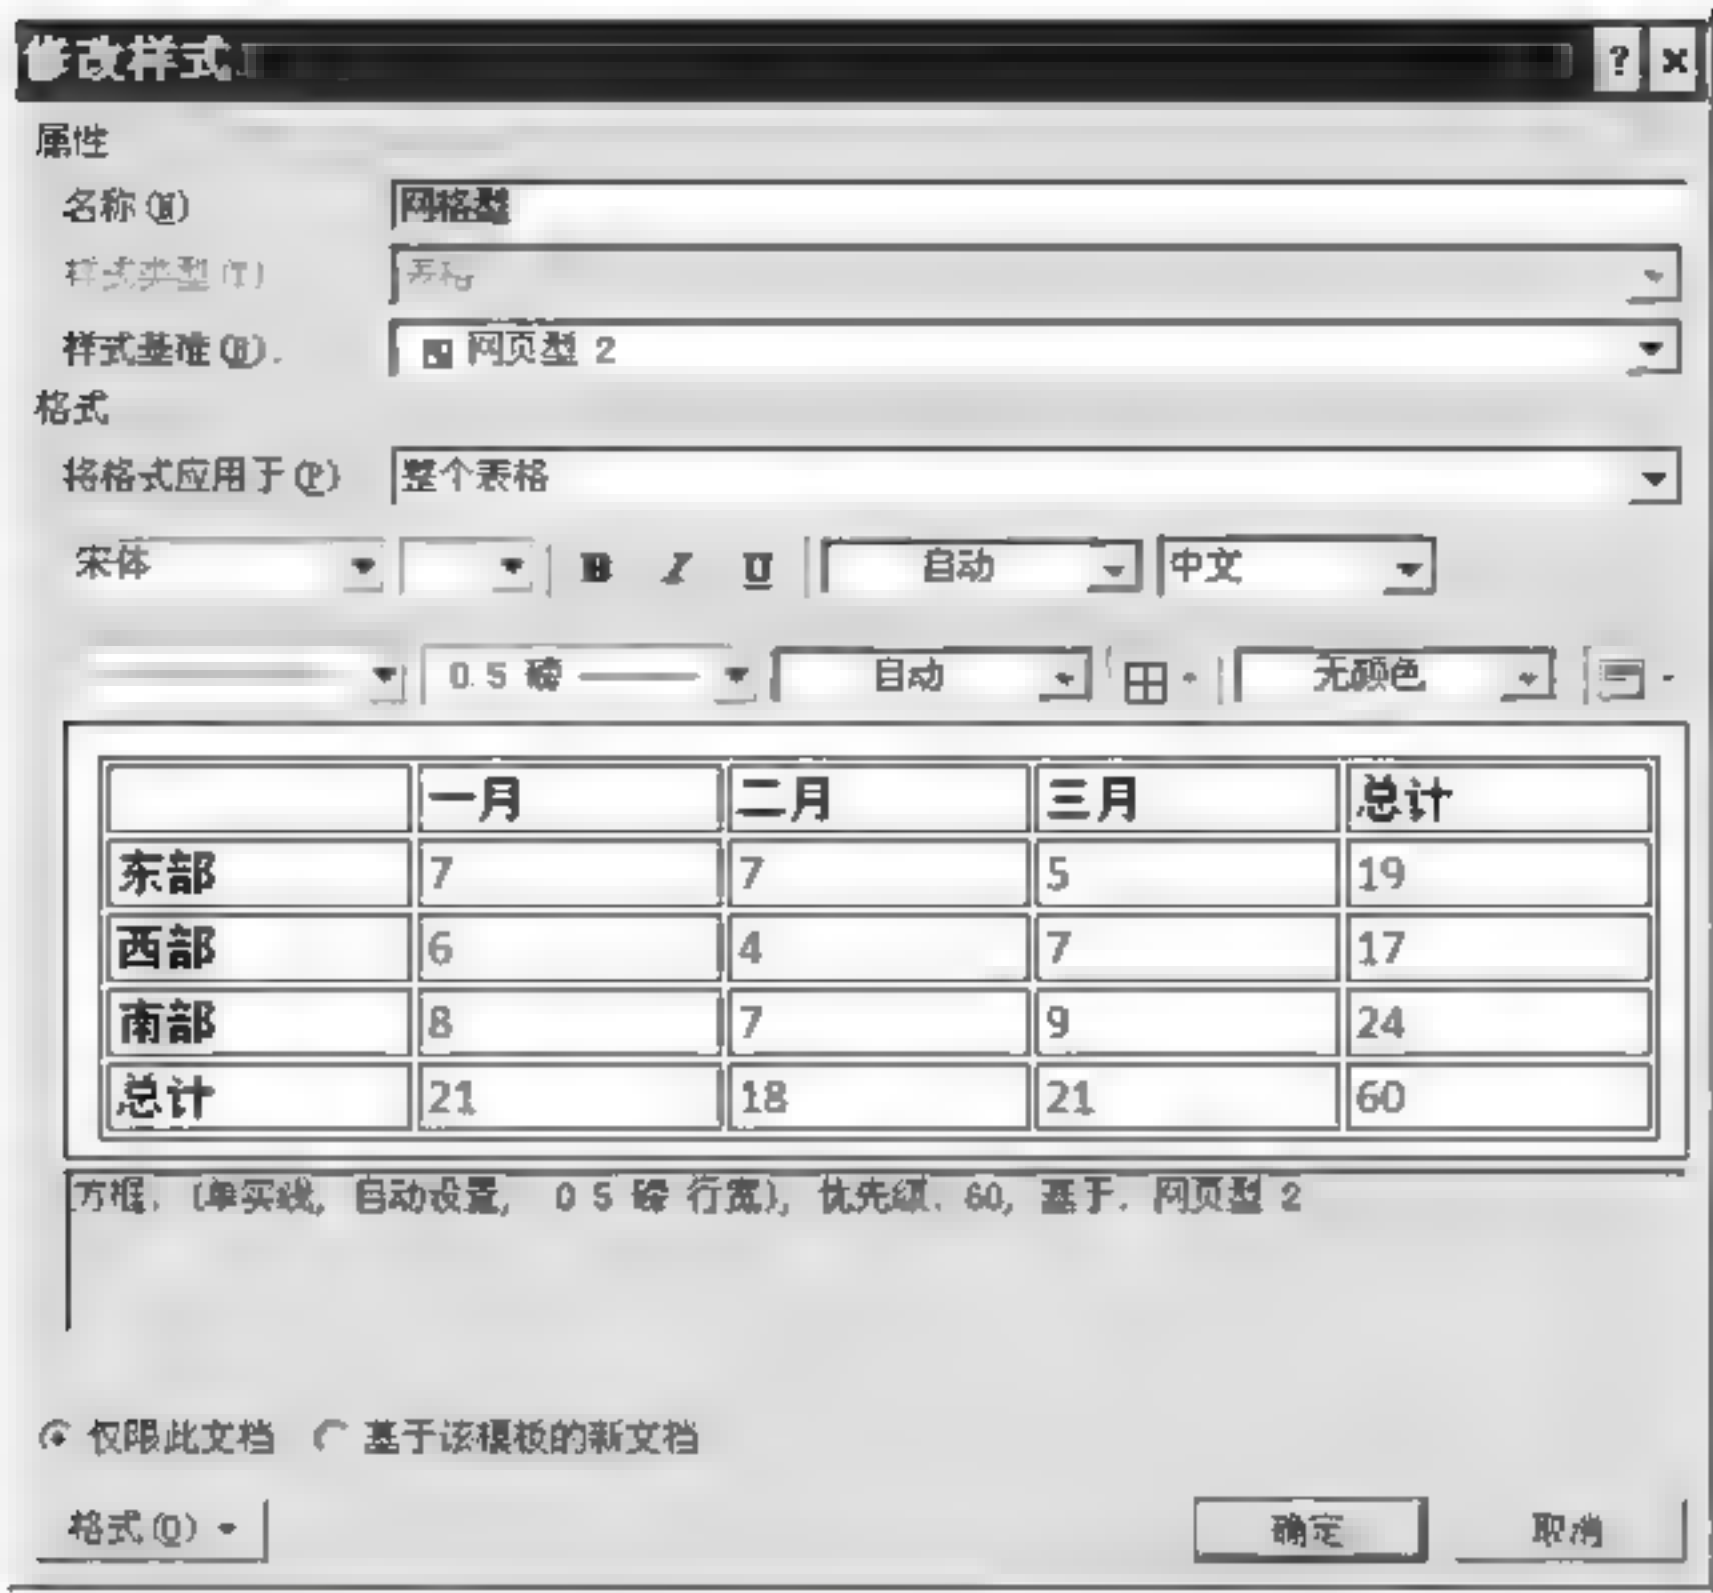 修改样式
属性
名称(N) 网格型
样式类型(T) 表格
样式基准(B). 网页型 2
格式
将格式应用于(P) 整个表格
宋体 B I U 自动 中文
0.5 磅 自动 无颜色
一月 二月 三月 总计
东部 7 7 5 19
西部 6 4 7 17
南部 8 7 9 24
总计 21 18 21 60
方框. (单实线, 自动设置, 0 5 磅 行宽), 优先级. 60, 基于. 网页型 2
仅限此文档 基于该模板的新文档
格式(O)
确定 取消